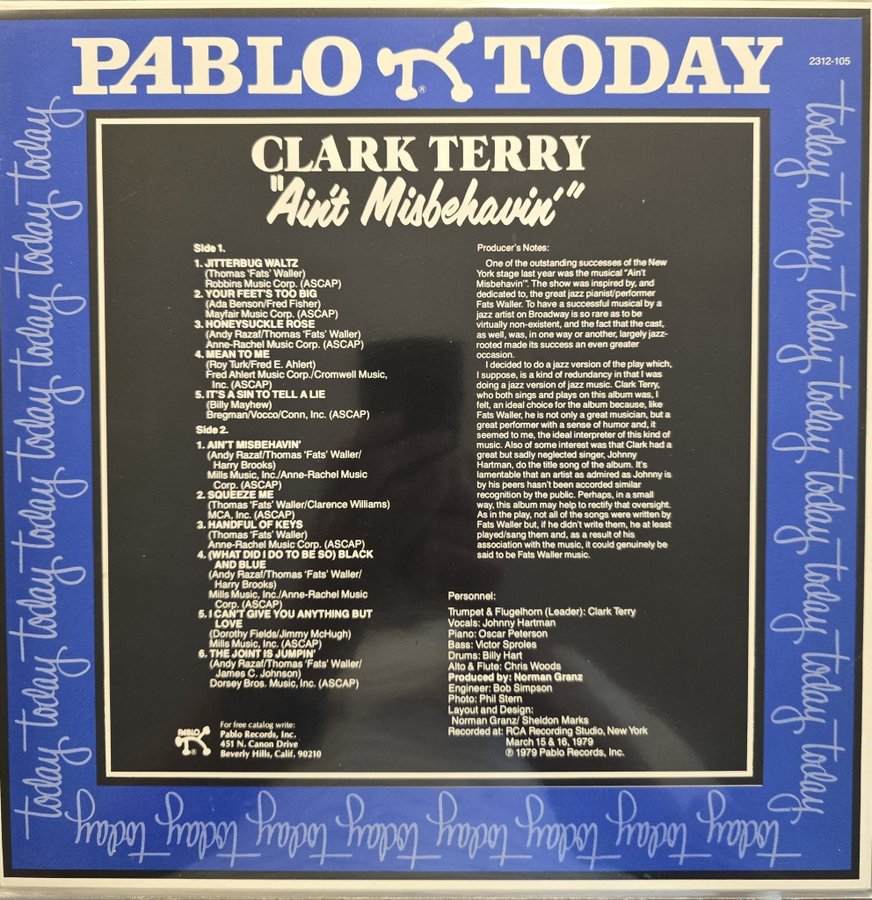 PABLO TODAY
2312-105
CLARK TERRY
"Ain't Misbehavin'"
Side 1.
1. JITTERBUG WALTZ
(Thomas 'Fats' Waller)
Robbins Music Corp. (ASCAP)
2. YOUR FEET'S TOO BIG
(Ada Benson/Fred Fisher)
Mayfair Music Corp. (ASCAP)
3. HONEYSUCKLE ROSE
(Andy Razaf/Thomas 'Fats' Waller)
Anne-Rachel Music Corp. (ASCAP)
4. MEAN TO ME
(Roy Turk/Fred E. Ahlert)
Fred Ahlert Music Corp./Cromwell Music,
Inc. (ASCAP)
5. IT'S A SIN TO TELL A LIE
(Billy Mayhew)
Bregman/Vocco/Conn, Inc. (ASCAP)
Side 2.
1. AIN'T MISBEHAVIN'
(Andy Razaf/Thomas 'Fats' Waller/
Harry Brooks)
Mills Music, Inc./Anne-Rachel Music
Corp. (ASCAP)
2. SQUEEZE ME
(Thomas 'Fats' Waller/Clarence Williams)
MCA, Inc. (ASCAP)
3. HANDFUL OF KEYS
(Thomas 'Fats' Waller)
Anne-Rachel Music Corp. (ASCAP)
4. (WHAT DID I DO TO BE SO) BLACK
AND BLUE
(Andy Razaf/Thomas 'Fats' Waller/
Harry Brooks)
Mills Music, Inc./Anne-Rachel Music
Corp. (ASCAP)
5. I CAN'T GIVE YOU ANYTHING BUT
LOVE
(Dorothy Fields/Jimmy McHugh)
Mills Music, Inc. (ASCAP)
6. THE JOINT IS JUMPIN'
(Andy Razaf/Thomas 'Fats' Waller/
James C. Johnson)
Dorsey Bros. Music, Inc. (ASCAP)
PABLO
®
For free catalog write:
Pablo Records, Inc.
451 N. Canon Drive
Beverly Hills, Calif. 90210
Producer's Notes:
One of the outstanding successes of the New
York stage last year was the musical "Ain't
Misbehavin'". The show was inspired by, and
dedicated to, the great jazz pianist/performer
Fats Waller. To have a successful musical by a
jazz artist on Broadway is so rare as to be
virtually non-existent, and the fact that the cast,
as well, was, in one way or another, largely jazz-
rooted made its success an even greater
occasion.
I decided to do a jazz version of the play which,
I suppose, is a kind of redundancy in that I was
doing a jazz version of jazz music. Clark Terry,
who both sings and plays on this album was, I
felt, an ideal choice for the album because, like
Fats Waller, he is not only a great musician, but a
great performer with a sense of humor and, it
seemed to me, the ideal interpreter of this kind of
music. Also of some interest was that Clark had a
great but sadly neglected singer, Johnny
Hartman, do the title song of the album. It's
lamentable that an artist as admired as Johnny is
by his peers hasn't been accorded similar
recognition by the public. Perhaps, in a small
way, this album may help to rectify that oversight.
As in the play, not all of the songs were written by
Fats Waller but, if he didn't write them, he at least
played/sang them and, as a result of his
association with the music, it could genuinely be
said to be Fats Waller music.
Personnel:
Trumpet & Flugelhorn (Leader): Clark Terry
Vocals: Johnny Hartman
Piano: Oscar Peterson
Bass: Victor Sproles
Drums: Billy Hart
Alto & Flute: Chris Woods
Produced by: Norman Granz
Engineer: Bob Simpson
Photo: Phil Stern
Layout and Design:
Norman Granz/ Sheldon Marks
Recorded at: RCA Recording Studio, New York
March 15 & 16, 1979
℗ 1979 Pablo Records, Inc.
today today today today today today today today
today today today today today today today today
today today today today today today today today today today